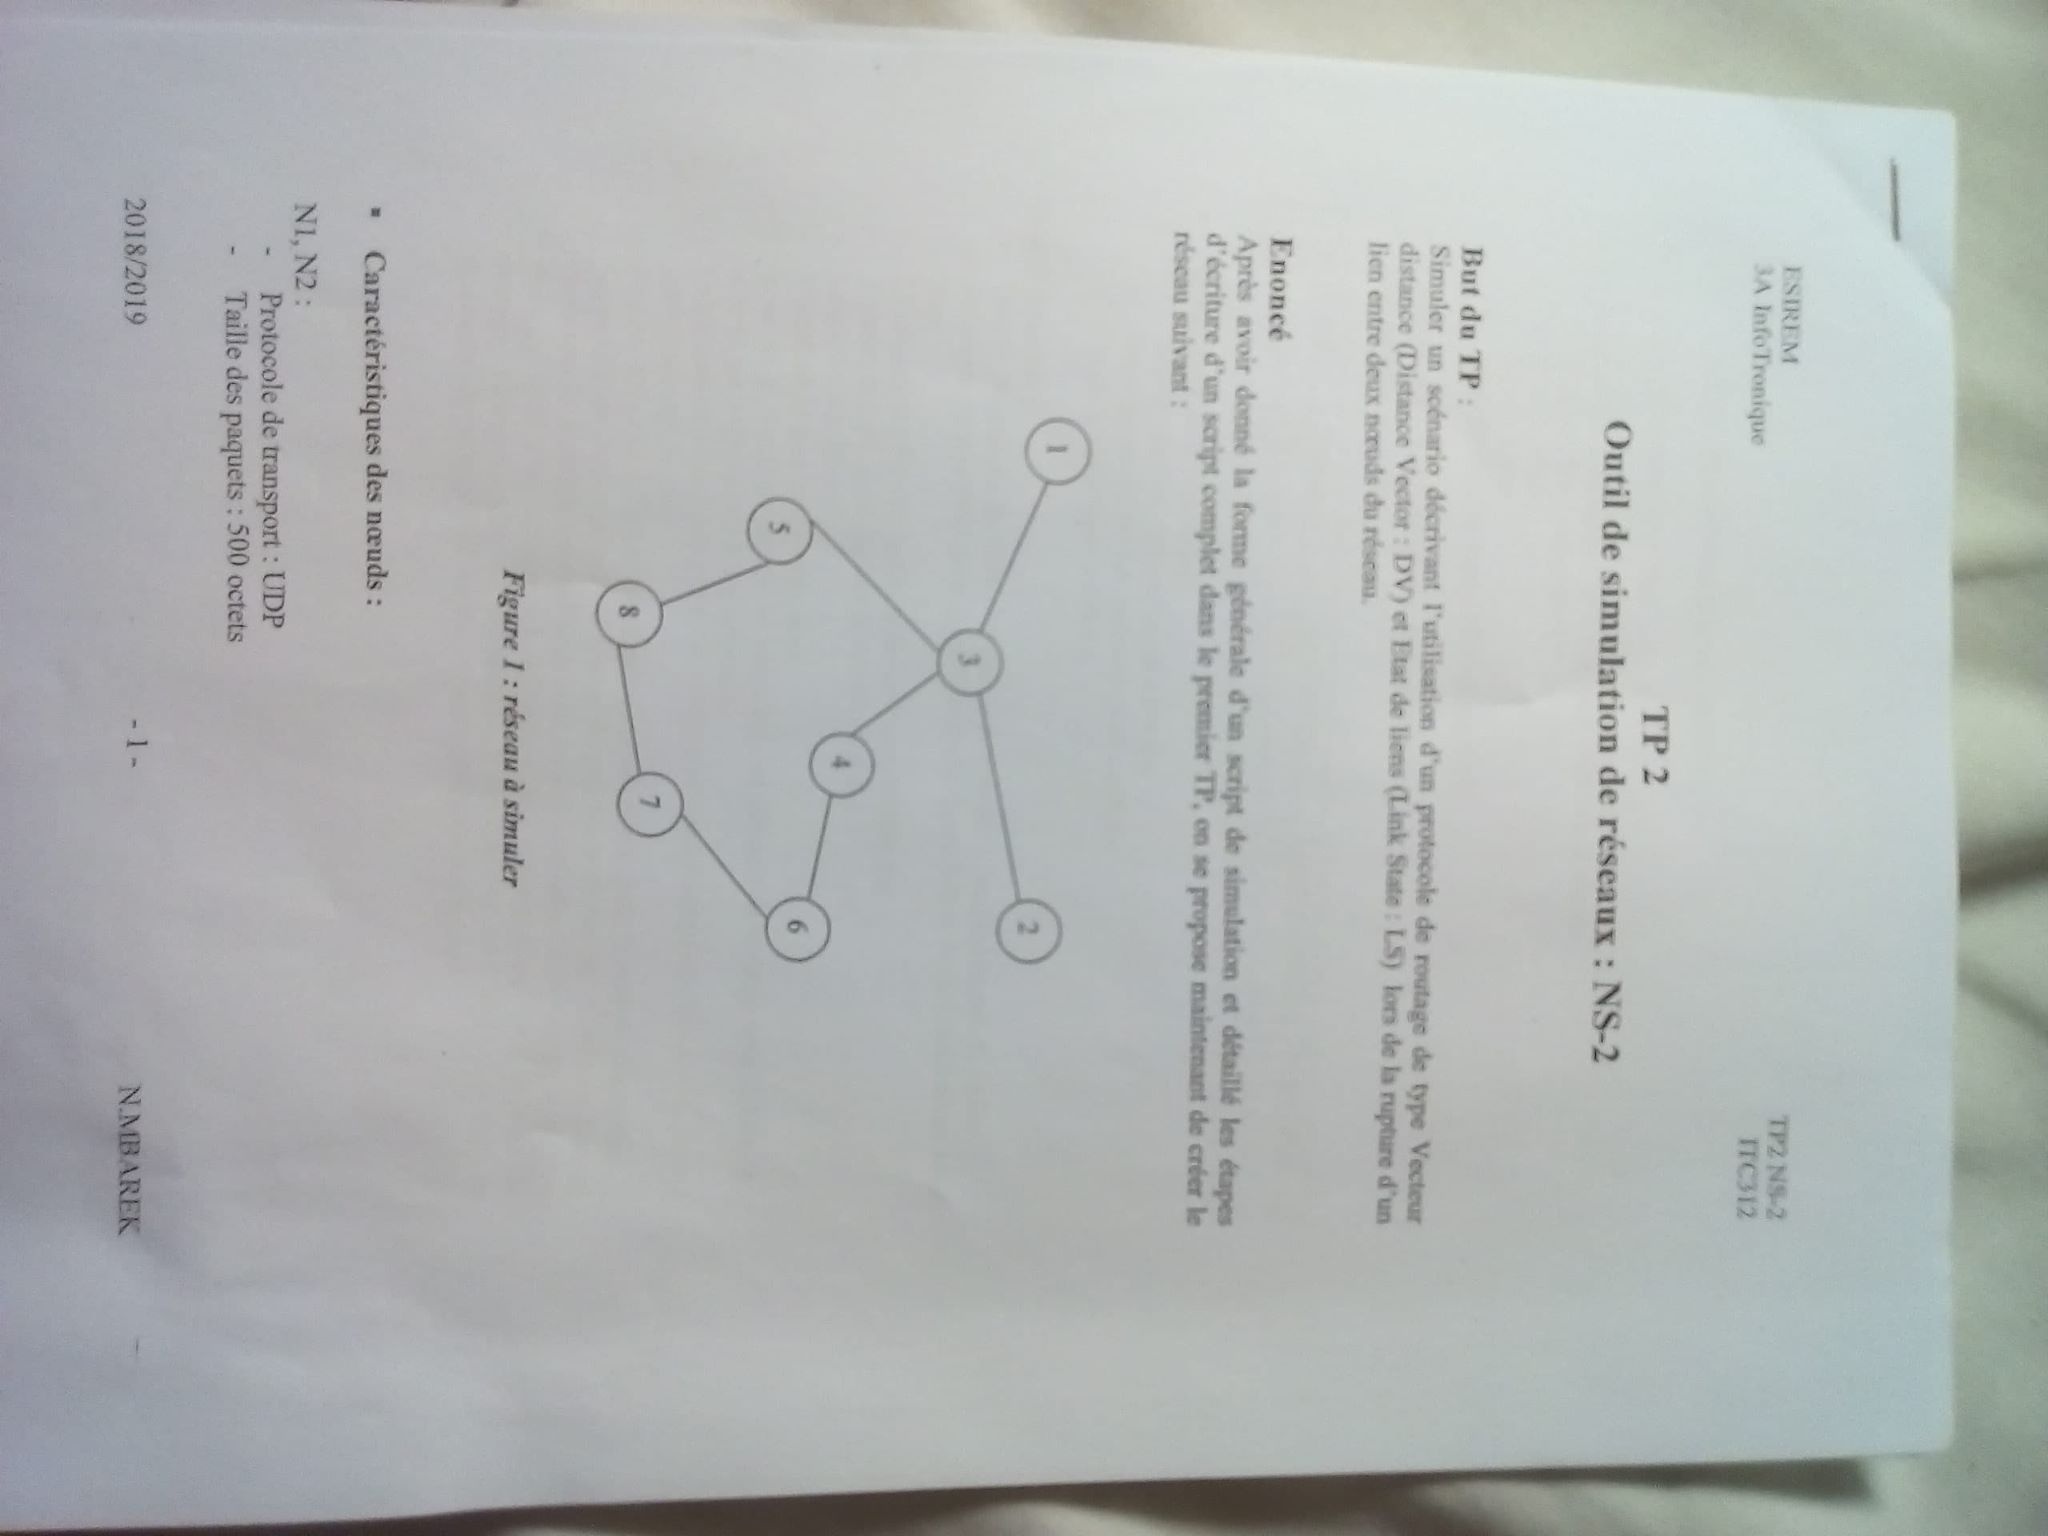 ESIREM
3A InfoTronique
TP2 NS-2
ITC312
TP 2
Outil de simulation de réseaux : NS-2
But du TP :
Simuler un scénario décrivant l'utilisation d'un protocole de routage de type Vecteur
distance (Distance Vector : DV) et Etat de liens (Link State : LS) lors de la rupture d'un
lien entre deux nœuds du réseau.
Enoncé
Après avoir donné la forme générale d'un script de simulation et détaillé les étapes
d'écriture d'un script complet dans le premier TP, on se propose maintenant de créer le
réseau suivant :
1
2
3
4
5
6
8
7
Figure 1 : réseau à simuler
▪ Caractéristiques des nœuds :
N1, N2 :
- Protocole de transport : UDP
- Taille des paquets : 500 octets
2018/2019
- 1 -
N.MBAREK